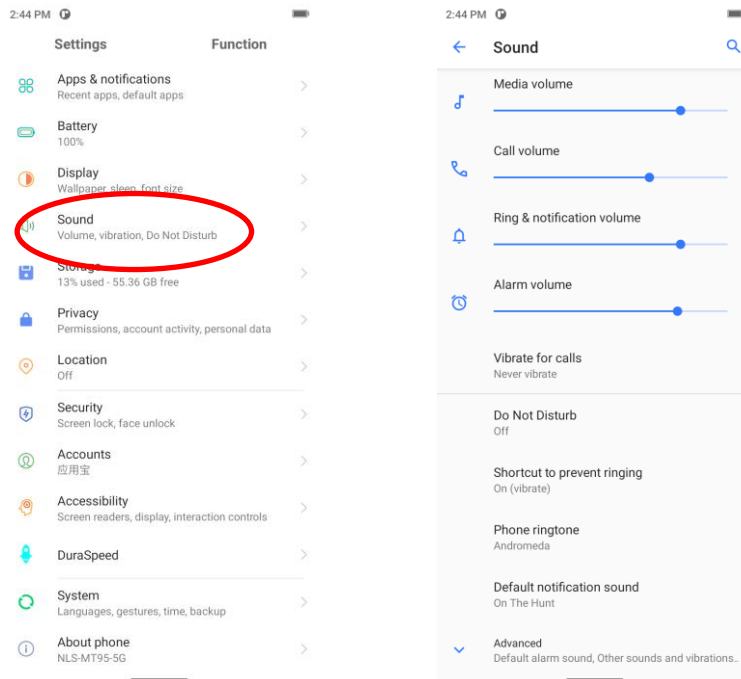 2:44 PM
Settings Function
Apps & notifications
Recent apps, default apps
Battery
100%
Display
Wallpaper, sleep, font size
Sound
Volume, vibration, Do Not Disturb
Storage
13% used - 55.36 GB free
Privacy
Permissions, account activity, personal data
Location
Off
Security
Screen lock, face unlock
Accounts
应用宝
Accessibility
Screen readers, display, interaction controls
DuraSpeed
System
Languages, gestures, time, backup
About phone
NLS-MT95-5G
2:44 PM
Sound
Media volume
Call volume
Ring & notification volume
Alarm volume
Vibrate for calls
Never vibrate
Do Not Disturb
Off
Shortcut to prevent ringing
On (vibrate)
Phone ringtone
Andromeda
Default notification sound
On The Hunt
Advanced
Default alarm sound, Other sounds and vibrations..